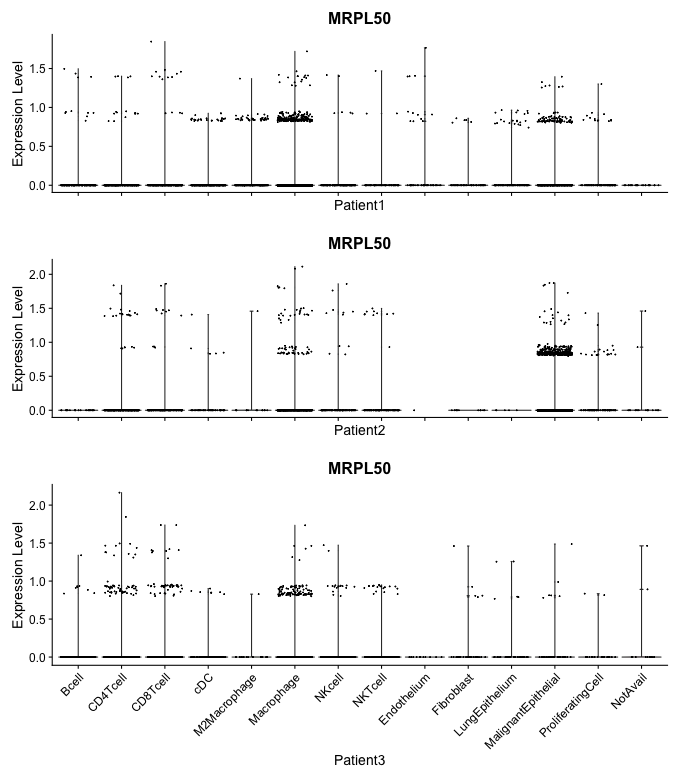 MRPL50
Expression Level
1.5
1.0
0.5
0.0
Patient1
MRPL50
Expression Level
2.0
1.5
1.0
0.5
0.0
Patient2
MRPL50
Expression Level
2.0
1.5
1.0
0.5
0.0
Bcell
CD4Tcell
CD8Tcell
cDC
M2Macrophage
Macrophage
NKcell
NKTcell
Endothelium
Fibroblast
LungEpithelium
MalignantEpithelial
ProliferatingCell
NotAvail
Patient3